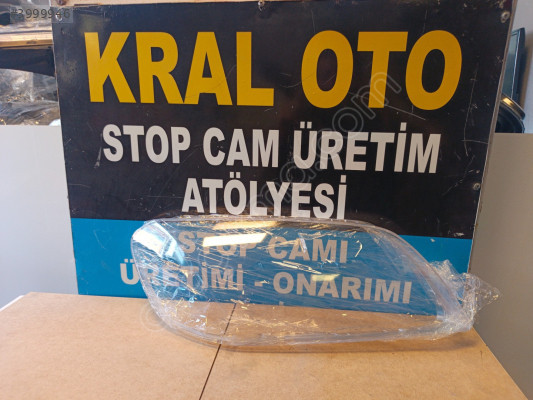 KRAL OTO
STOP CAM ÜRETİM
ATÖLYESİ
STOP CAMI
ÜRETİMİ - ONARIMI